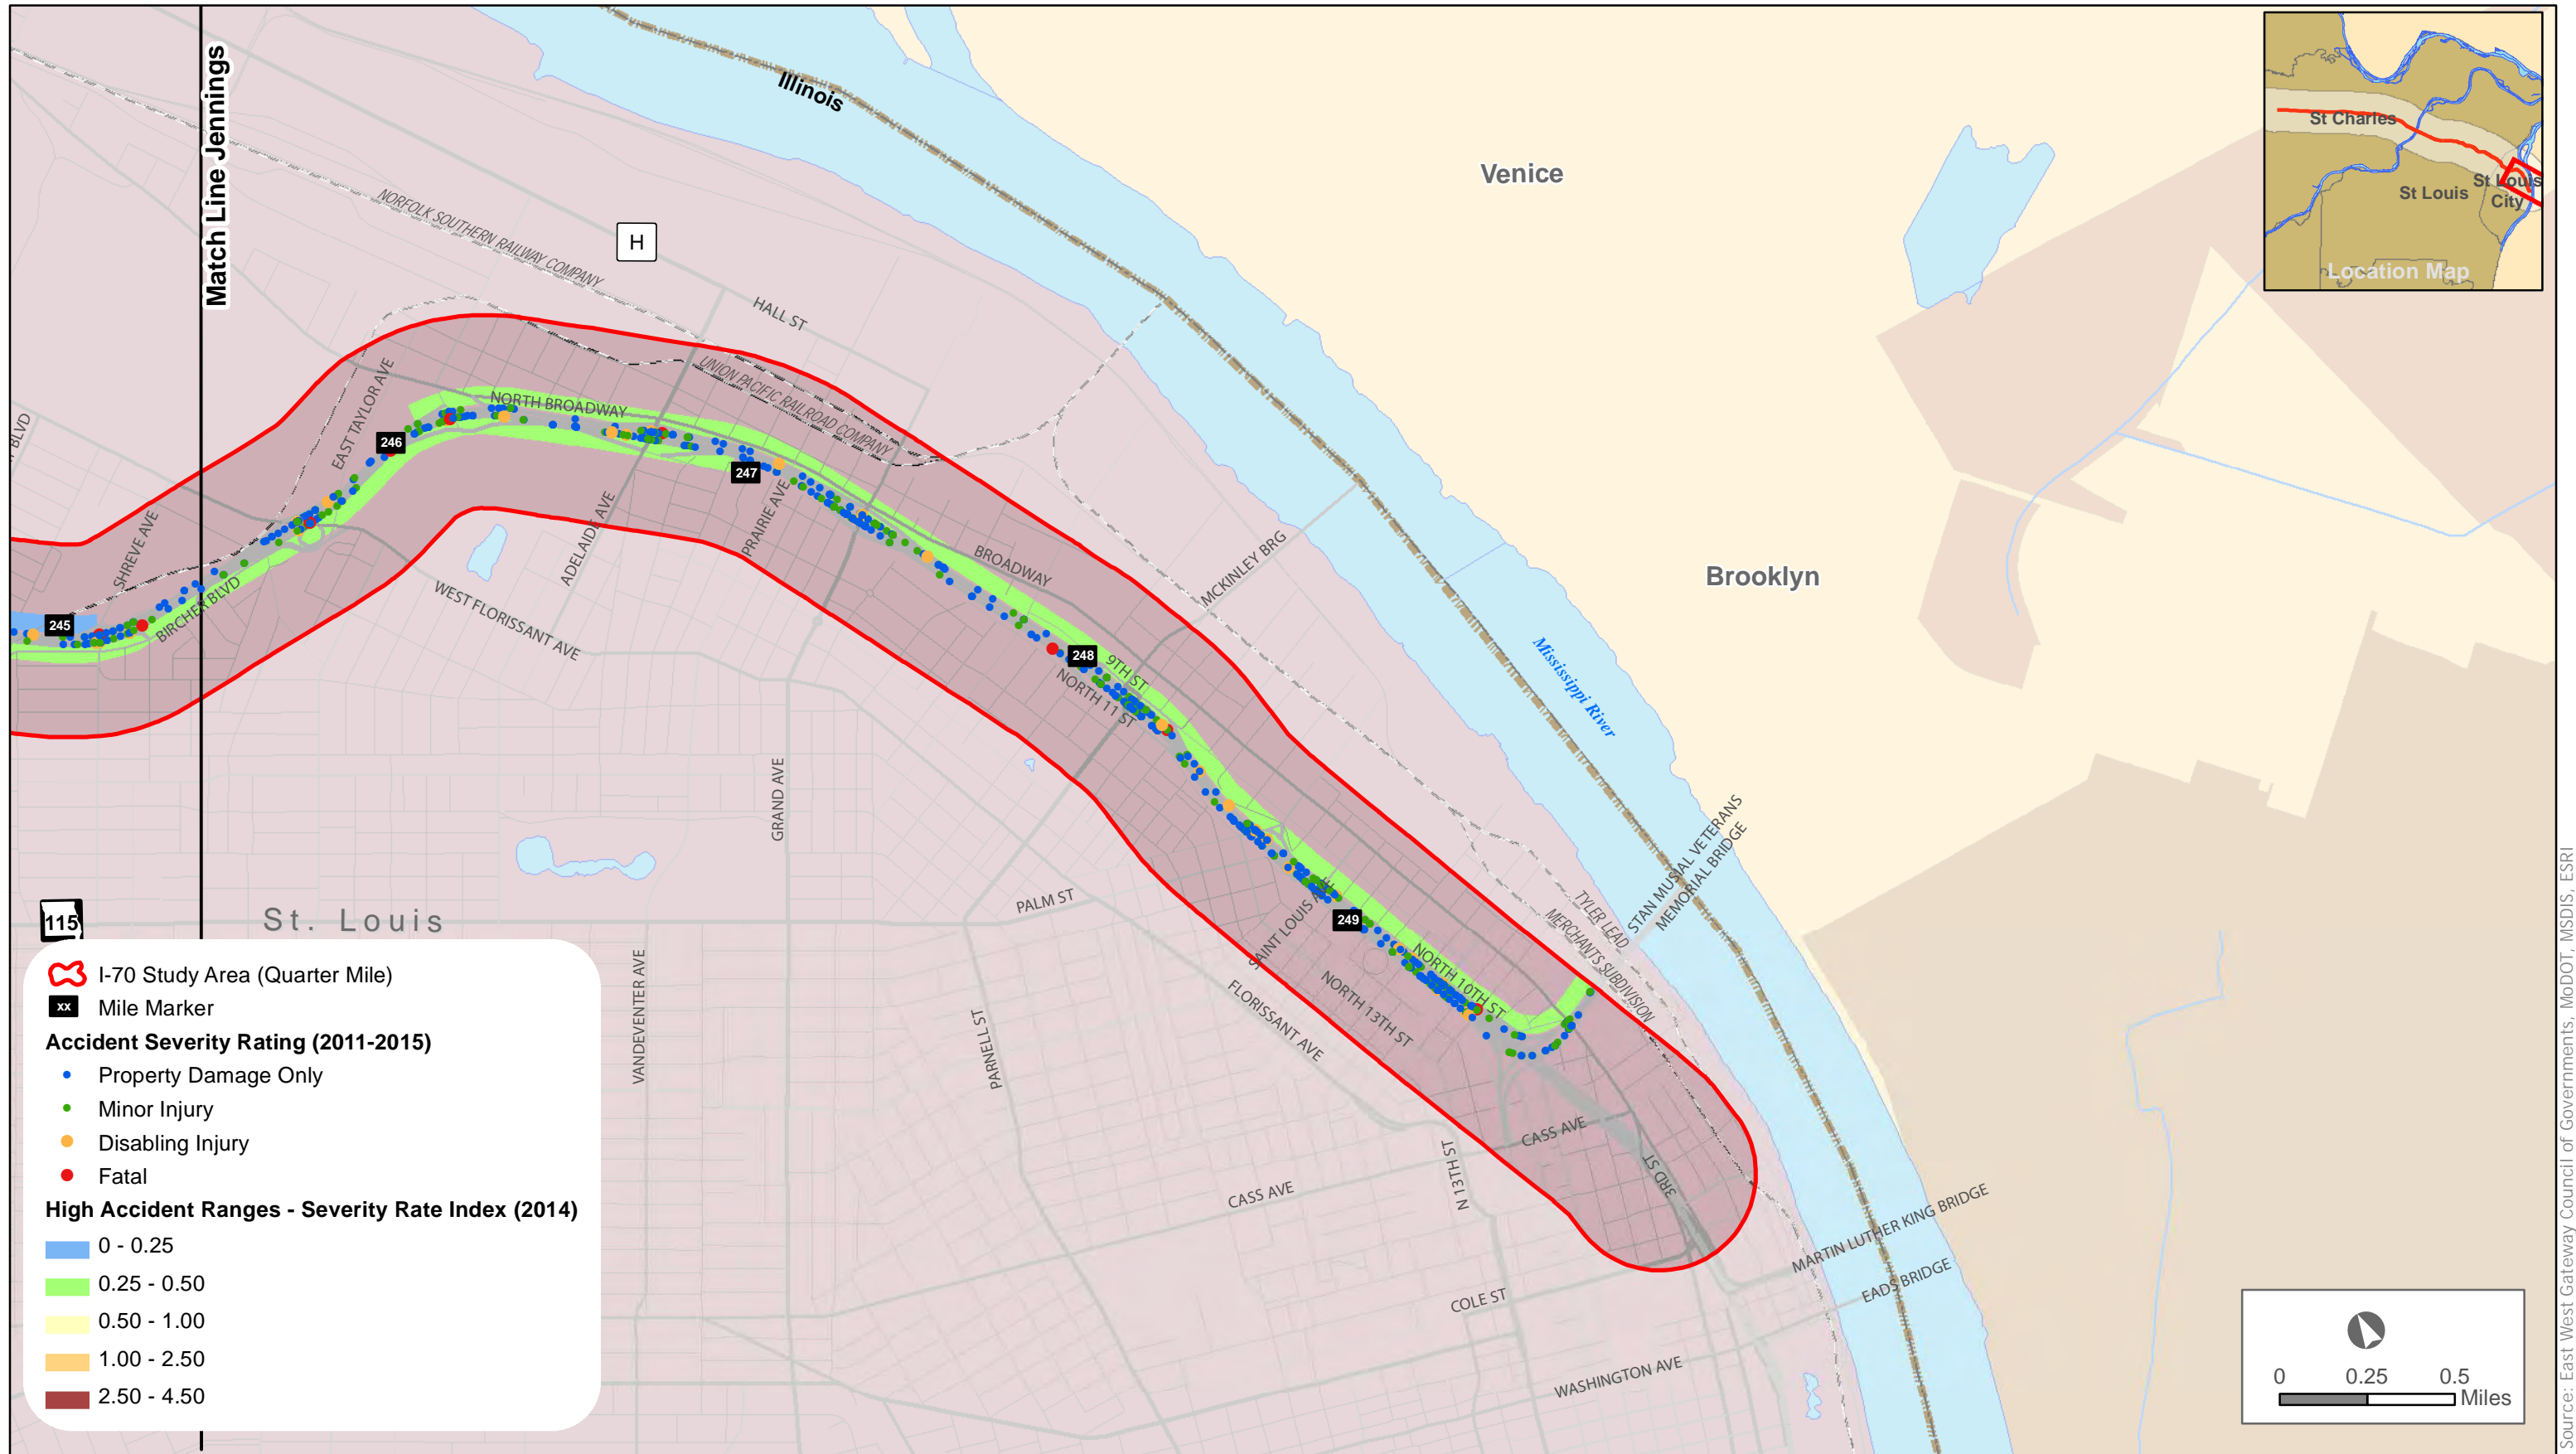 Match Line Jennings
Illinois
Venice
St Charles
St Louis
St Louis
City
Location Map
NORFOLK SOUTHERN RAILWAY COMPANY
H
HALL ST
UNION PACIFIC RAILROAD COMPANY
EAST TAYLOR AVE
NORTH BROADWAY
BLVD
246
247
SHREVE AVE
ADELAIDE AVE
PRAIRIE AVE
BROADWAY
MCKINLEY BRG
Brooklyn
BIRCHER BLVD
245
WEST FLORISSANT AVE
248
9TH ST
NORTH 11 ST
Mississippi River
GRAND AVE
STAN MUSIAL VETERANS
MEMORIAL BRIDGE
115
St. Louis
PALM ST
SAINT LOUIS AVE
249
TYLER LEAD
MERCHANTS SUBDIVISION
NORTH 10TH ST
NORTH 13TH ST
FLORISSANT AVE
VANDEVENTER AVE
PARNELL ST
CASS AVE
N 13TH ST
3RD ST
CASS AVE
MARTIN LUTHER KING BRIDGE
EADS BRIDGE
COLE ST
WASHINGTON AVE
I-70 Study Area (Quarter Mile)
xx Mile Marker
Accident Severity Rating (2011-2015)
Property Damage Only
Minor Injury
Disabling Injury
Fatal
High Accident Ranges - Severity Rate Index (2014)
0 - 0.25
0.25 - 0.50
0.50 - 1.00
1.00 - 2.50
2.50 - 4.50
0 0.25 0.5
Miles
Source: East West Gateway Council of Governments, MoDOT, MSDIS, ESRI